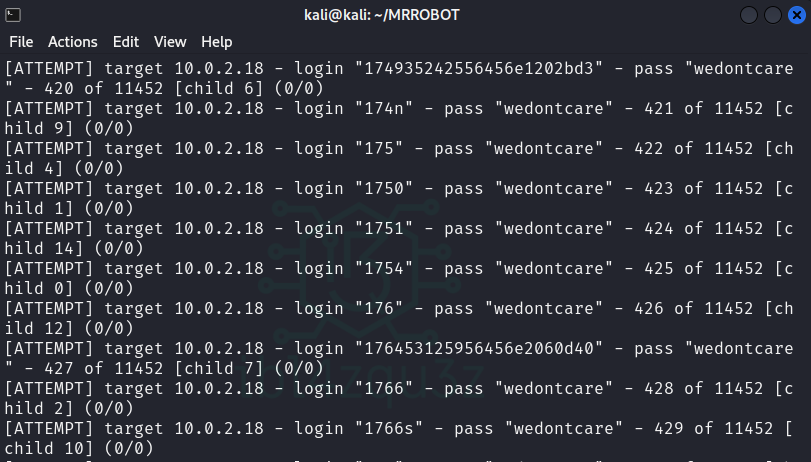 kali@kali: ~/MRROBOT
File Actions Edit View Help
[ATTEMPT] target 10.0.2.18 - login "174935242556456e1202bd3" - pass "wedontcare
" - 420 of 11452 [child 6] (0/0)
[ATTEMPT] target 10.0.2.18 - login "174n" - pass "wedontcare" - 421 of 11452 [c
hild 9] (0/0)
[ATTEMPT] target 10.0.2.18 - login "175" - pass "wedontcare" - 422 of 11452 [ch
ild 4] (0/0)
[ATTEMPT] target 10.0.2.18 - login "1750" - pass "wedontcare" - 423 of 11452 [c
hild 1] (0/0)
[ATTEMPT] target 10.0.2.18 - login "1751" - pass "wedontcare" - 424 of 11452 [c
hild 14] (0/0)
[ATTEMPT] target 10.0.2.18 - login "1754" - pass "wedontcare" - 425 of 11452 [c
hild 0] (0/0)
[ATTEMPT] target 10.0.2.18 - login "176" - pass "wedontcare" - 426 of 11452 [ch
ild 12] (0/0)
[ATTEMPT] target 10.0.2.18 - login "176453125956456e2060d40" - pass "wedontcare
" - 427 of 11452 [child 7] (0/0)
[ATTEMPT] target 10.0.2.18 - login "1766" - pass "wedontcare" - 428 of 11452 [c
hild 2] (0/0)
[ATTEMPT] target 10.0.2.18 - login "1766s" - pass "wedontcare" - 429 of 11452 [
child 10] (0/0)